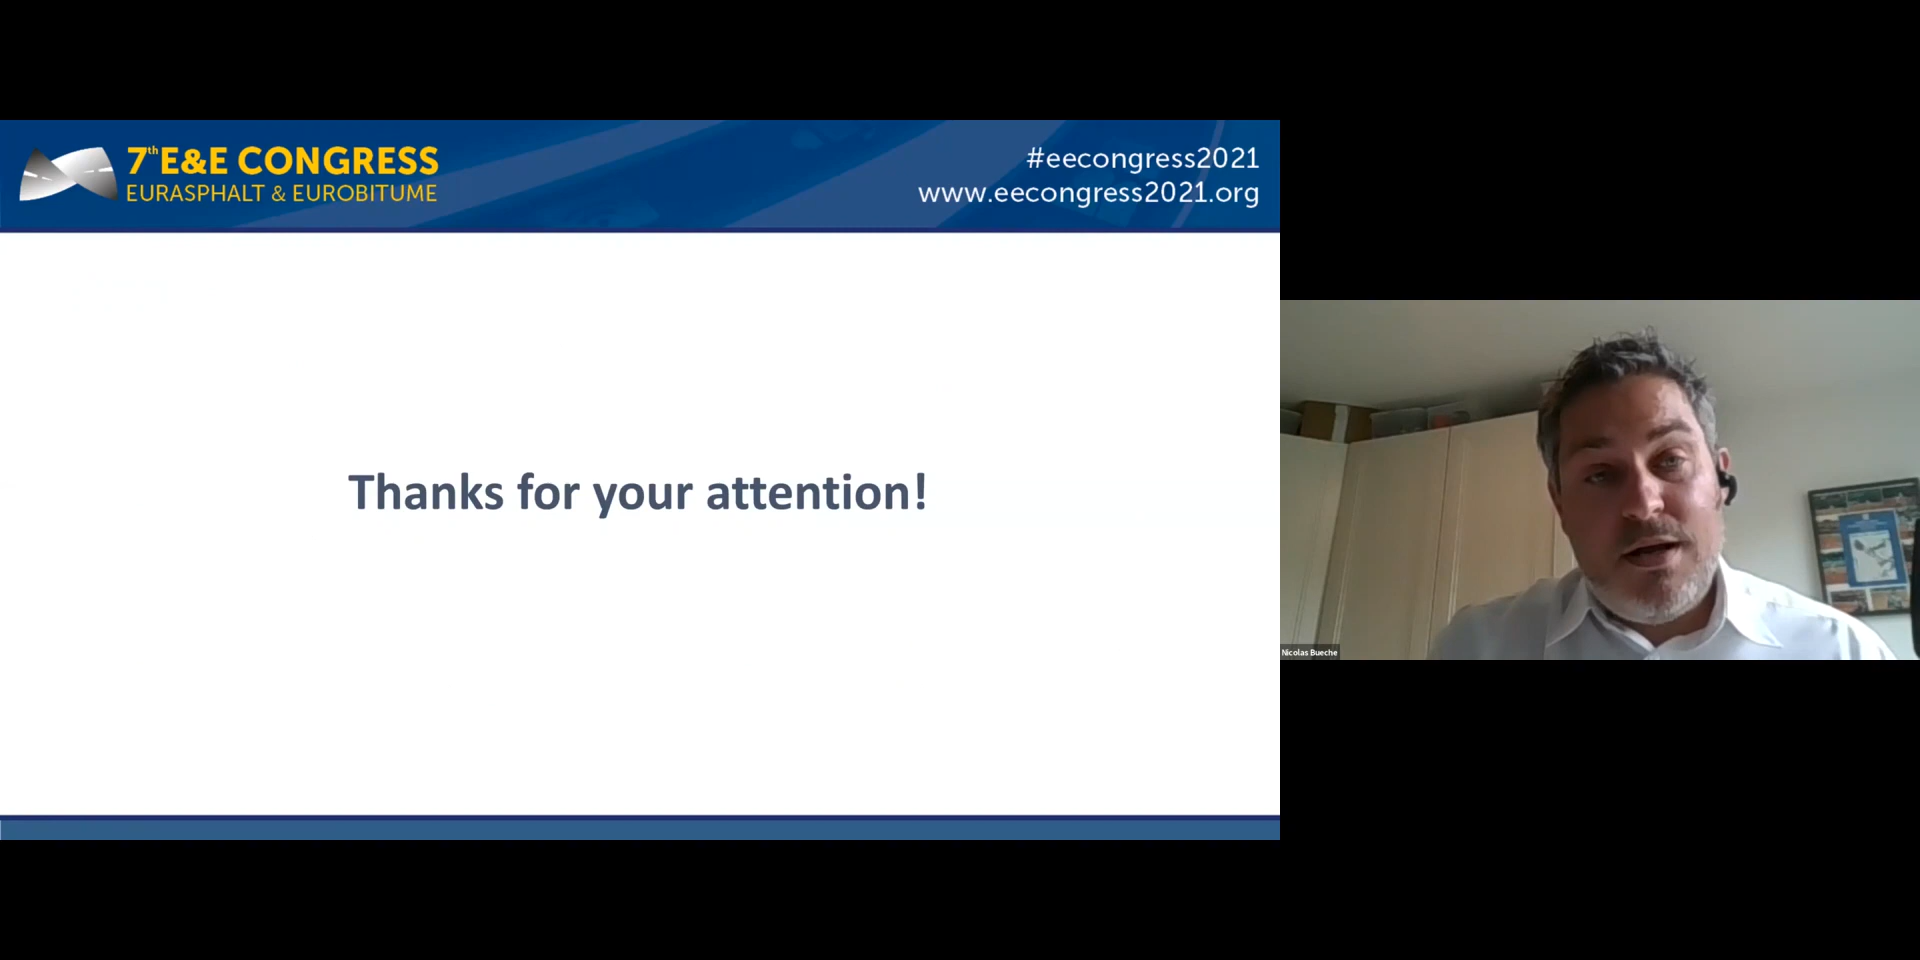 7th E&E CONGRESS
EURASPHALT & EUROBITUME
#eecongress2021
www.eecongress2021.org
Thanks for your attention!
Nicolas Bueche